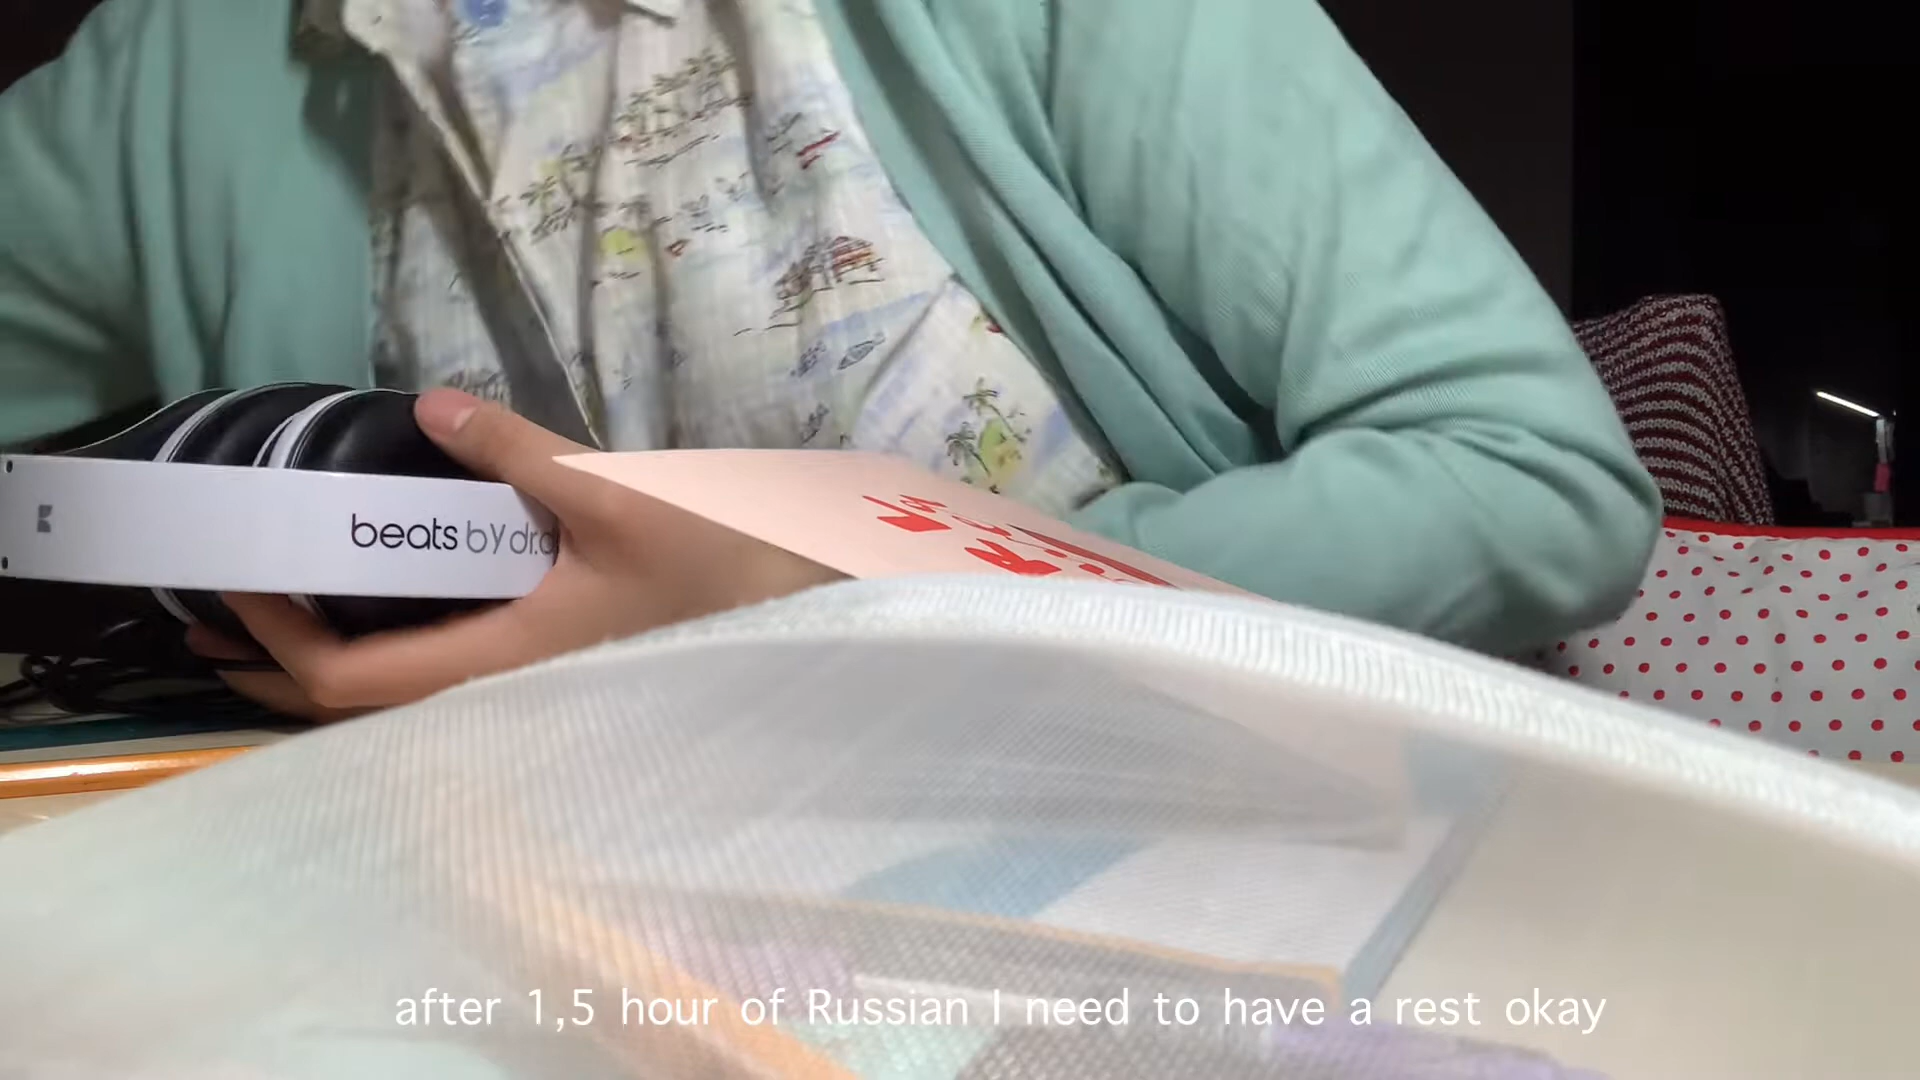 beats by dr.d
after 1,5 hour of Russian I need to have a rest okay